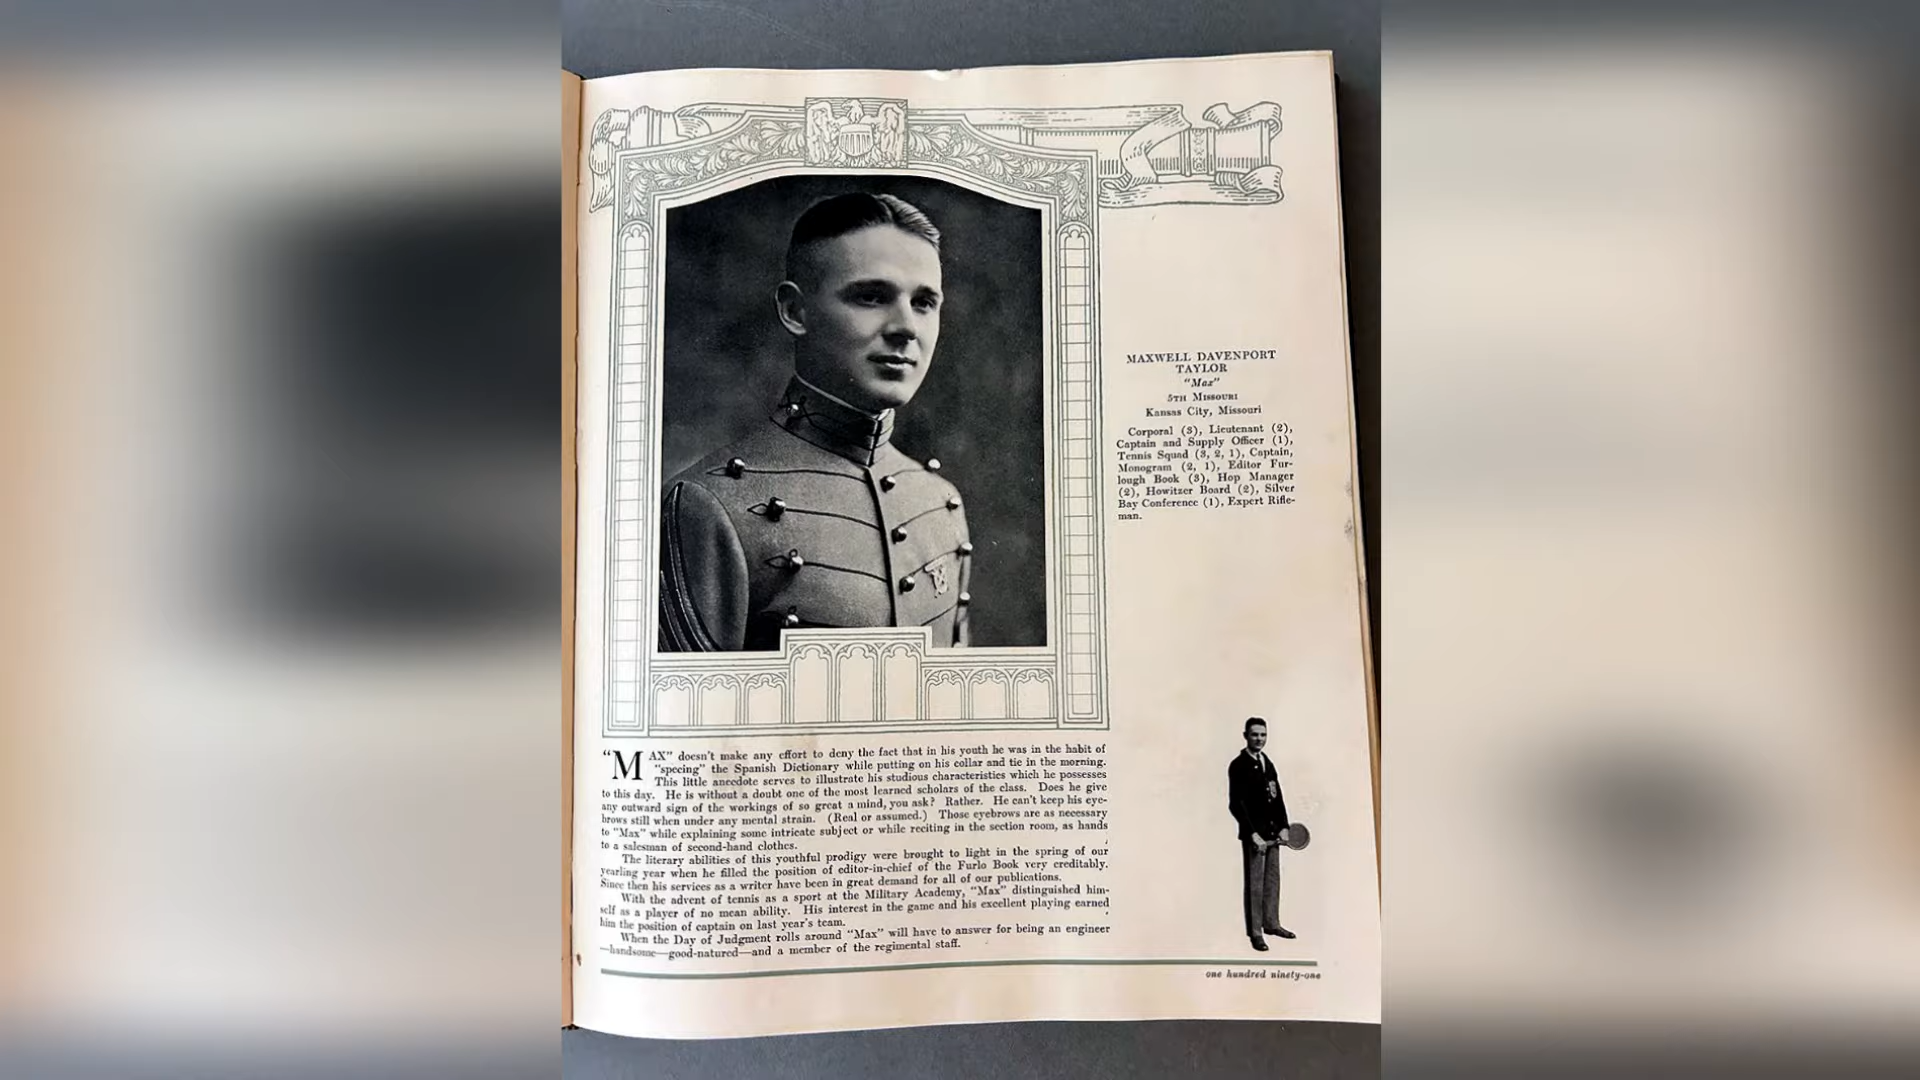 MAXWELL DAVENPORT
TAYLOR
"Max"
5TH MISSOURI
Kansas City, Missouri
Corporal (3), Lieutenant (2),
Captain and Supply Officer (1),
Tennis Squad (3, 2, 1), Captain,
Monogram (2, 1), Editor Fur-
lough Book (3), Hop Manager
(2), Howitzer Board (2), Silver
Bay Conference (1), Expert Rifle-
man.
"MAX" doesn't make any effort to deny the fact that in his youth he was in the habit of
"specing" the Spanish Dictionary while putting on his collar and tie in the morning.
This little anecdote serves to illustrate his studious characteristics which he possesses
to this day. He is without a doubt one of the most learned scholars of the class. Does he give
any outward sign of the workings of so great a mind, you ask? Rather. He can't keep his eye-
brows still when under any mental strain. (Real or assumed.) Those eyebrows are as necessary
to "Max" while explaining some intricate subject or while reciting in the section room, as hands
to a salesman of second-hand clothes.
The literary abilities of this youthful prodigy were brought to light in the spring of our
yearling year when he filled the position of editor-in-chief of the Furlo Book very creditably.
Since then his services as a writer have been in great demand for all of our publications.
With the advent of tennis as a sport at the Military Academy, "Max" distinguished him-
self as a player of no mean ability. His interest in the game and his excellent playing earned
him the position of captain on last year's team.
When the Day of Judgment rolls around "Max" will have to answer for being an engineer
—handsome—good-natured—and a member of the regimental staff.
one hundred ninety-one